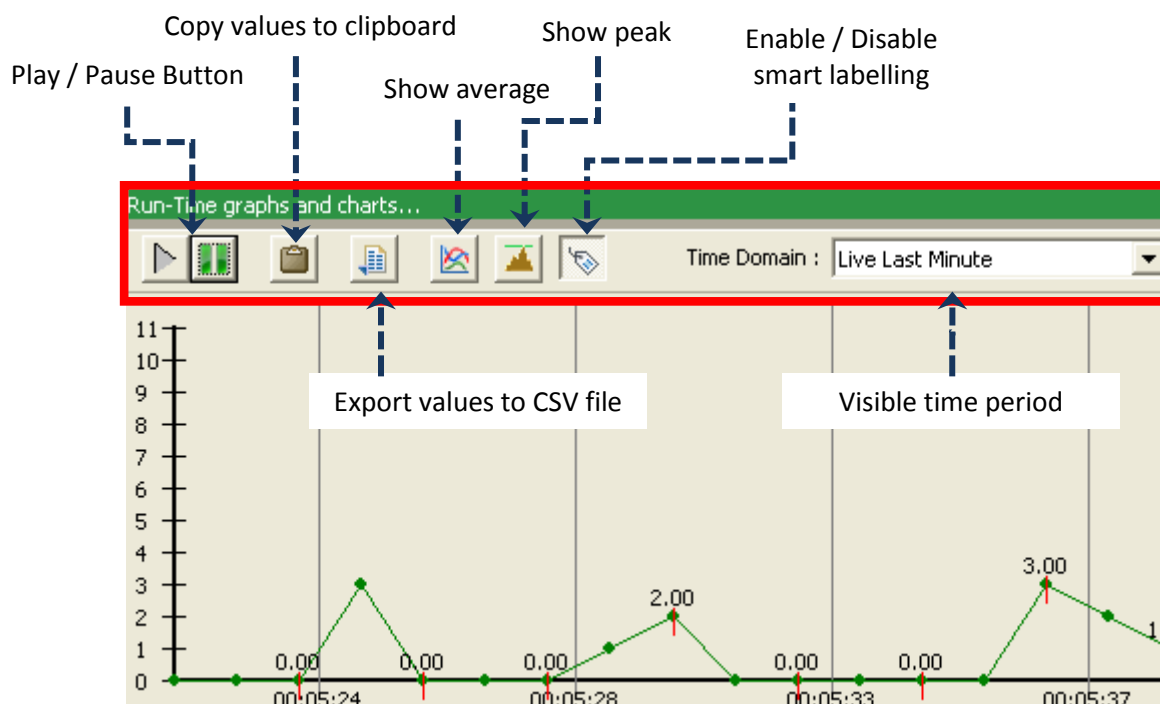 Copy values to clipboard
Show peak
Enable / Disable
smart labelling
Play / Pause Button
Show average
Run-Time graphs and charts...
Time Domain :
Live Last Minute
Export values to CSV file
Visible time period
11
10
9
8
7
6
5
4
3
2
1
0
0.00
0.00
0.00
2.00
0.00
0.00
3.00
1
00:05:24
00:05:28
00:05:33
00:05:37